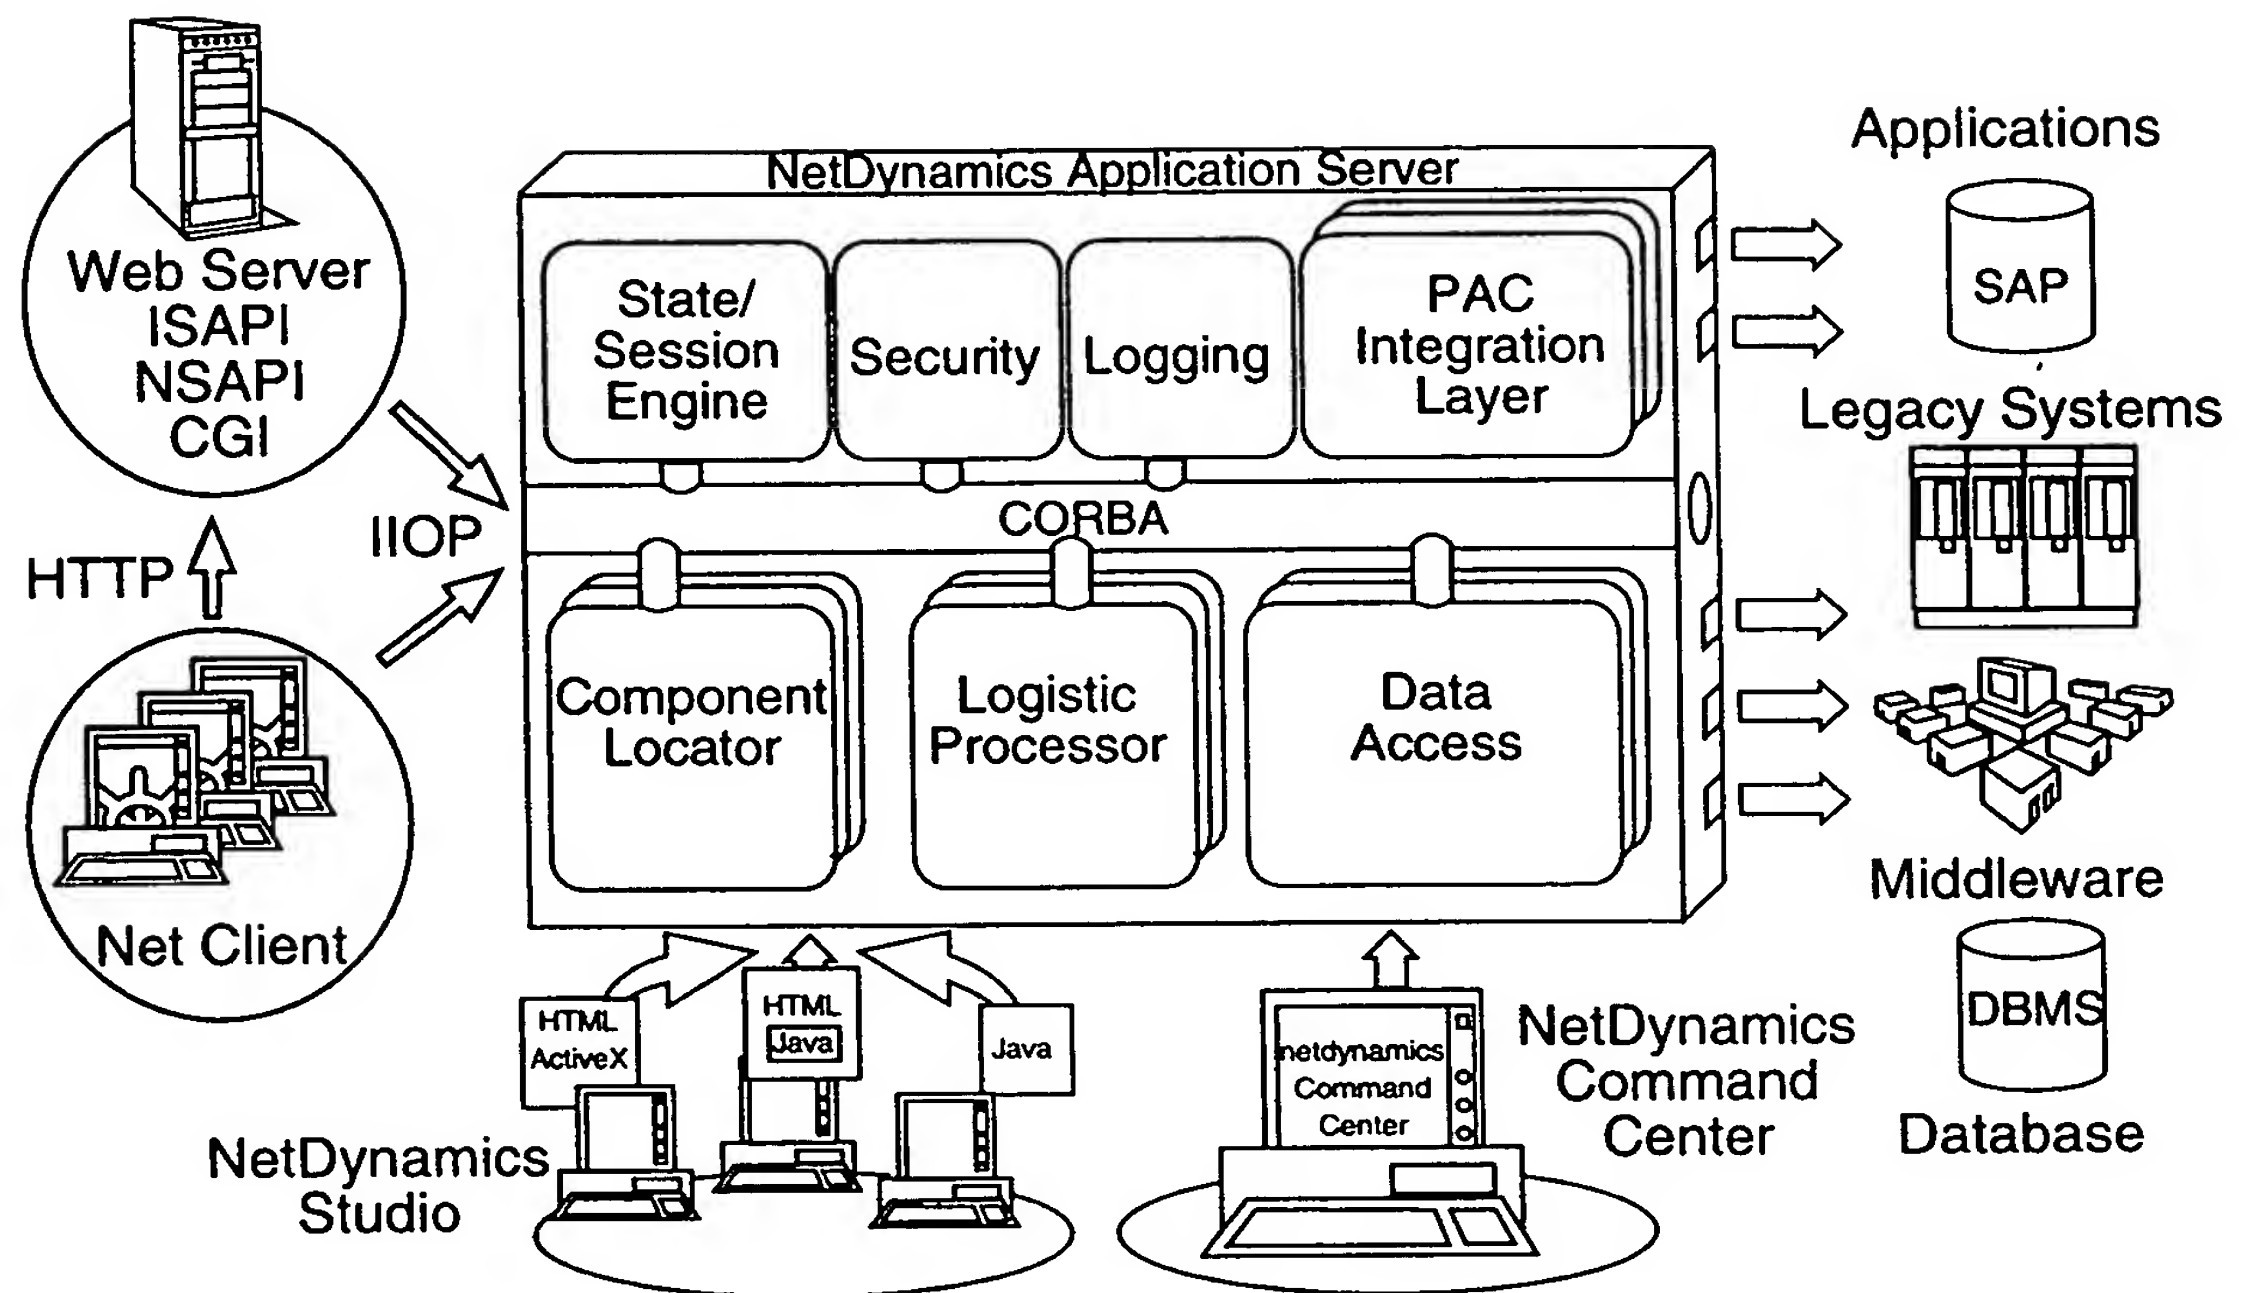 NetDynamics Application Server
Web Server
ISAPI
NSAPI
CGI
HTTP
IIOP
Net Client
State/
Session
Engine
Security
Logging
PAC
Integration
Layer
CORBA
Component
Locator
Logistic
Processor
Data
Access
Applications
SAP
Legacy Systems
Middleware
DBMS
Database
HTML
ActiveX
HTML
Java
Java
NetDynamics
Studio
netdynamics
Command
Center
NetDynamics
Command
Center